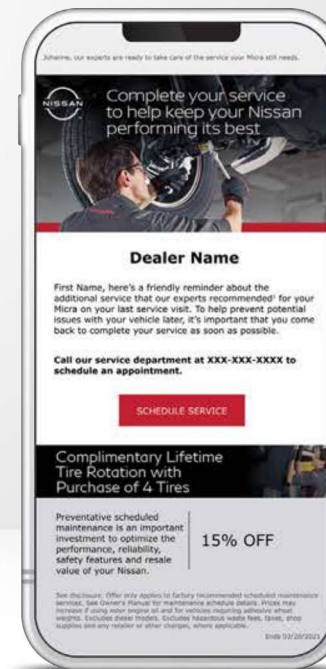 Johanne, our experts are ready to take care of the service your Micra still needs.
NISSAN
Complete your service
to help keep your Nissan
performing its best
Dealer Name
First Name, here's a friendly reminder about the
additional service that our experts recommended¹ for your
Micra on your last service visit. To help prevent potential
issues with your vehicle later, it's important that you come
back to complete your service as soon as possible.
Call our service department at XXX-XXX-XXXX to
schedule an appointment.
SCHEDULE SERVICE
Complimentary Lifetime
Tire Rotation with
Purchase of 4 Tires
Preventative scheduled
maintenance is an important
investment to optimize the
performance, reliability,
safety features and resale
value of your Nissan.
15% OFF
See disclosure. Offer only applies to factory recommended scheduled maintenance
services. See Owner's Manual for maintenance schedule details. Prices may
increase if using ester engine oil and for vehicles requiring adhesive wheel
weights. Excludes diesel models. Excludes hazardous waste fees, taxes, shop
supplies and any retailer or other charges, where applicable.
Ends 03/20/2021